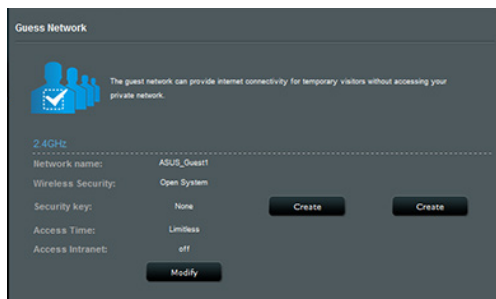 Guess Network
The guest network can provide internet connectivity for temporary visitors without accessing your
private network.
2.4GHz
Network name: ASUS_Guest1
Wireless Security: Open System
Security key: None Create Create
Access Time: Limitless
Access Intranet: off
Modify